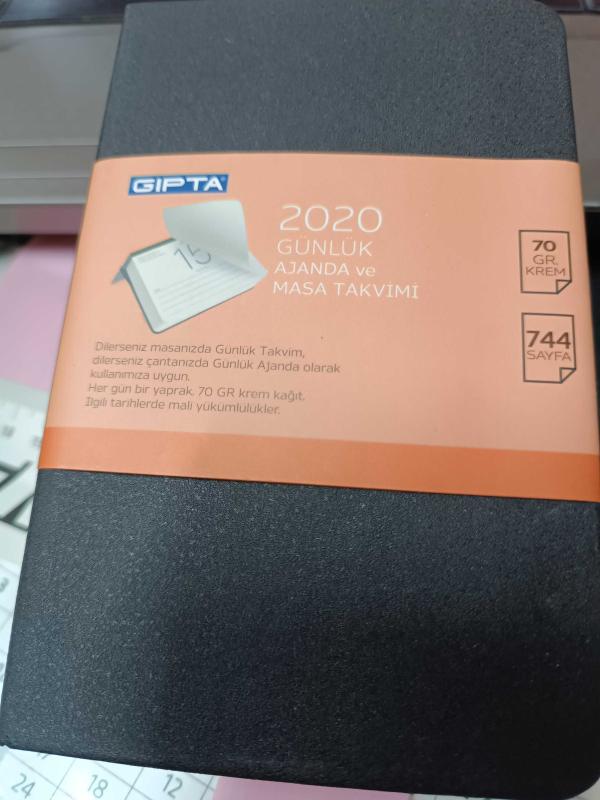 GIPTA
2020
GÜNLÜK
AJANDA ve
MASA TAKVİMİ
15
70
GR.
KREM
744
SAYFA
Dilerseniz masanızda Günlük Takvim,
dilerseniz çantanızda Günlük Ajanda olarak
kullanımıza uygun.
Her gün bir yaprak. 70 GR krem kağıt.
İlgili tarihlerde mali yükümlülükler.
24
18
12